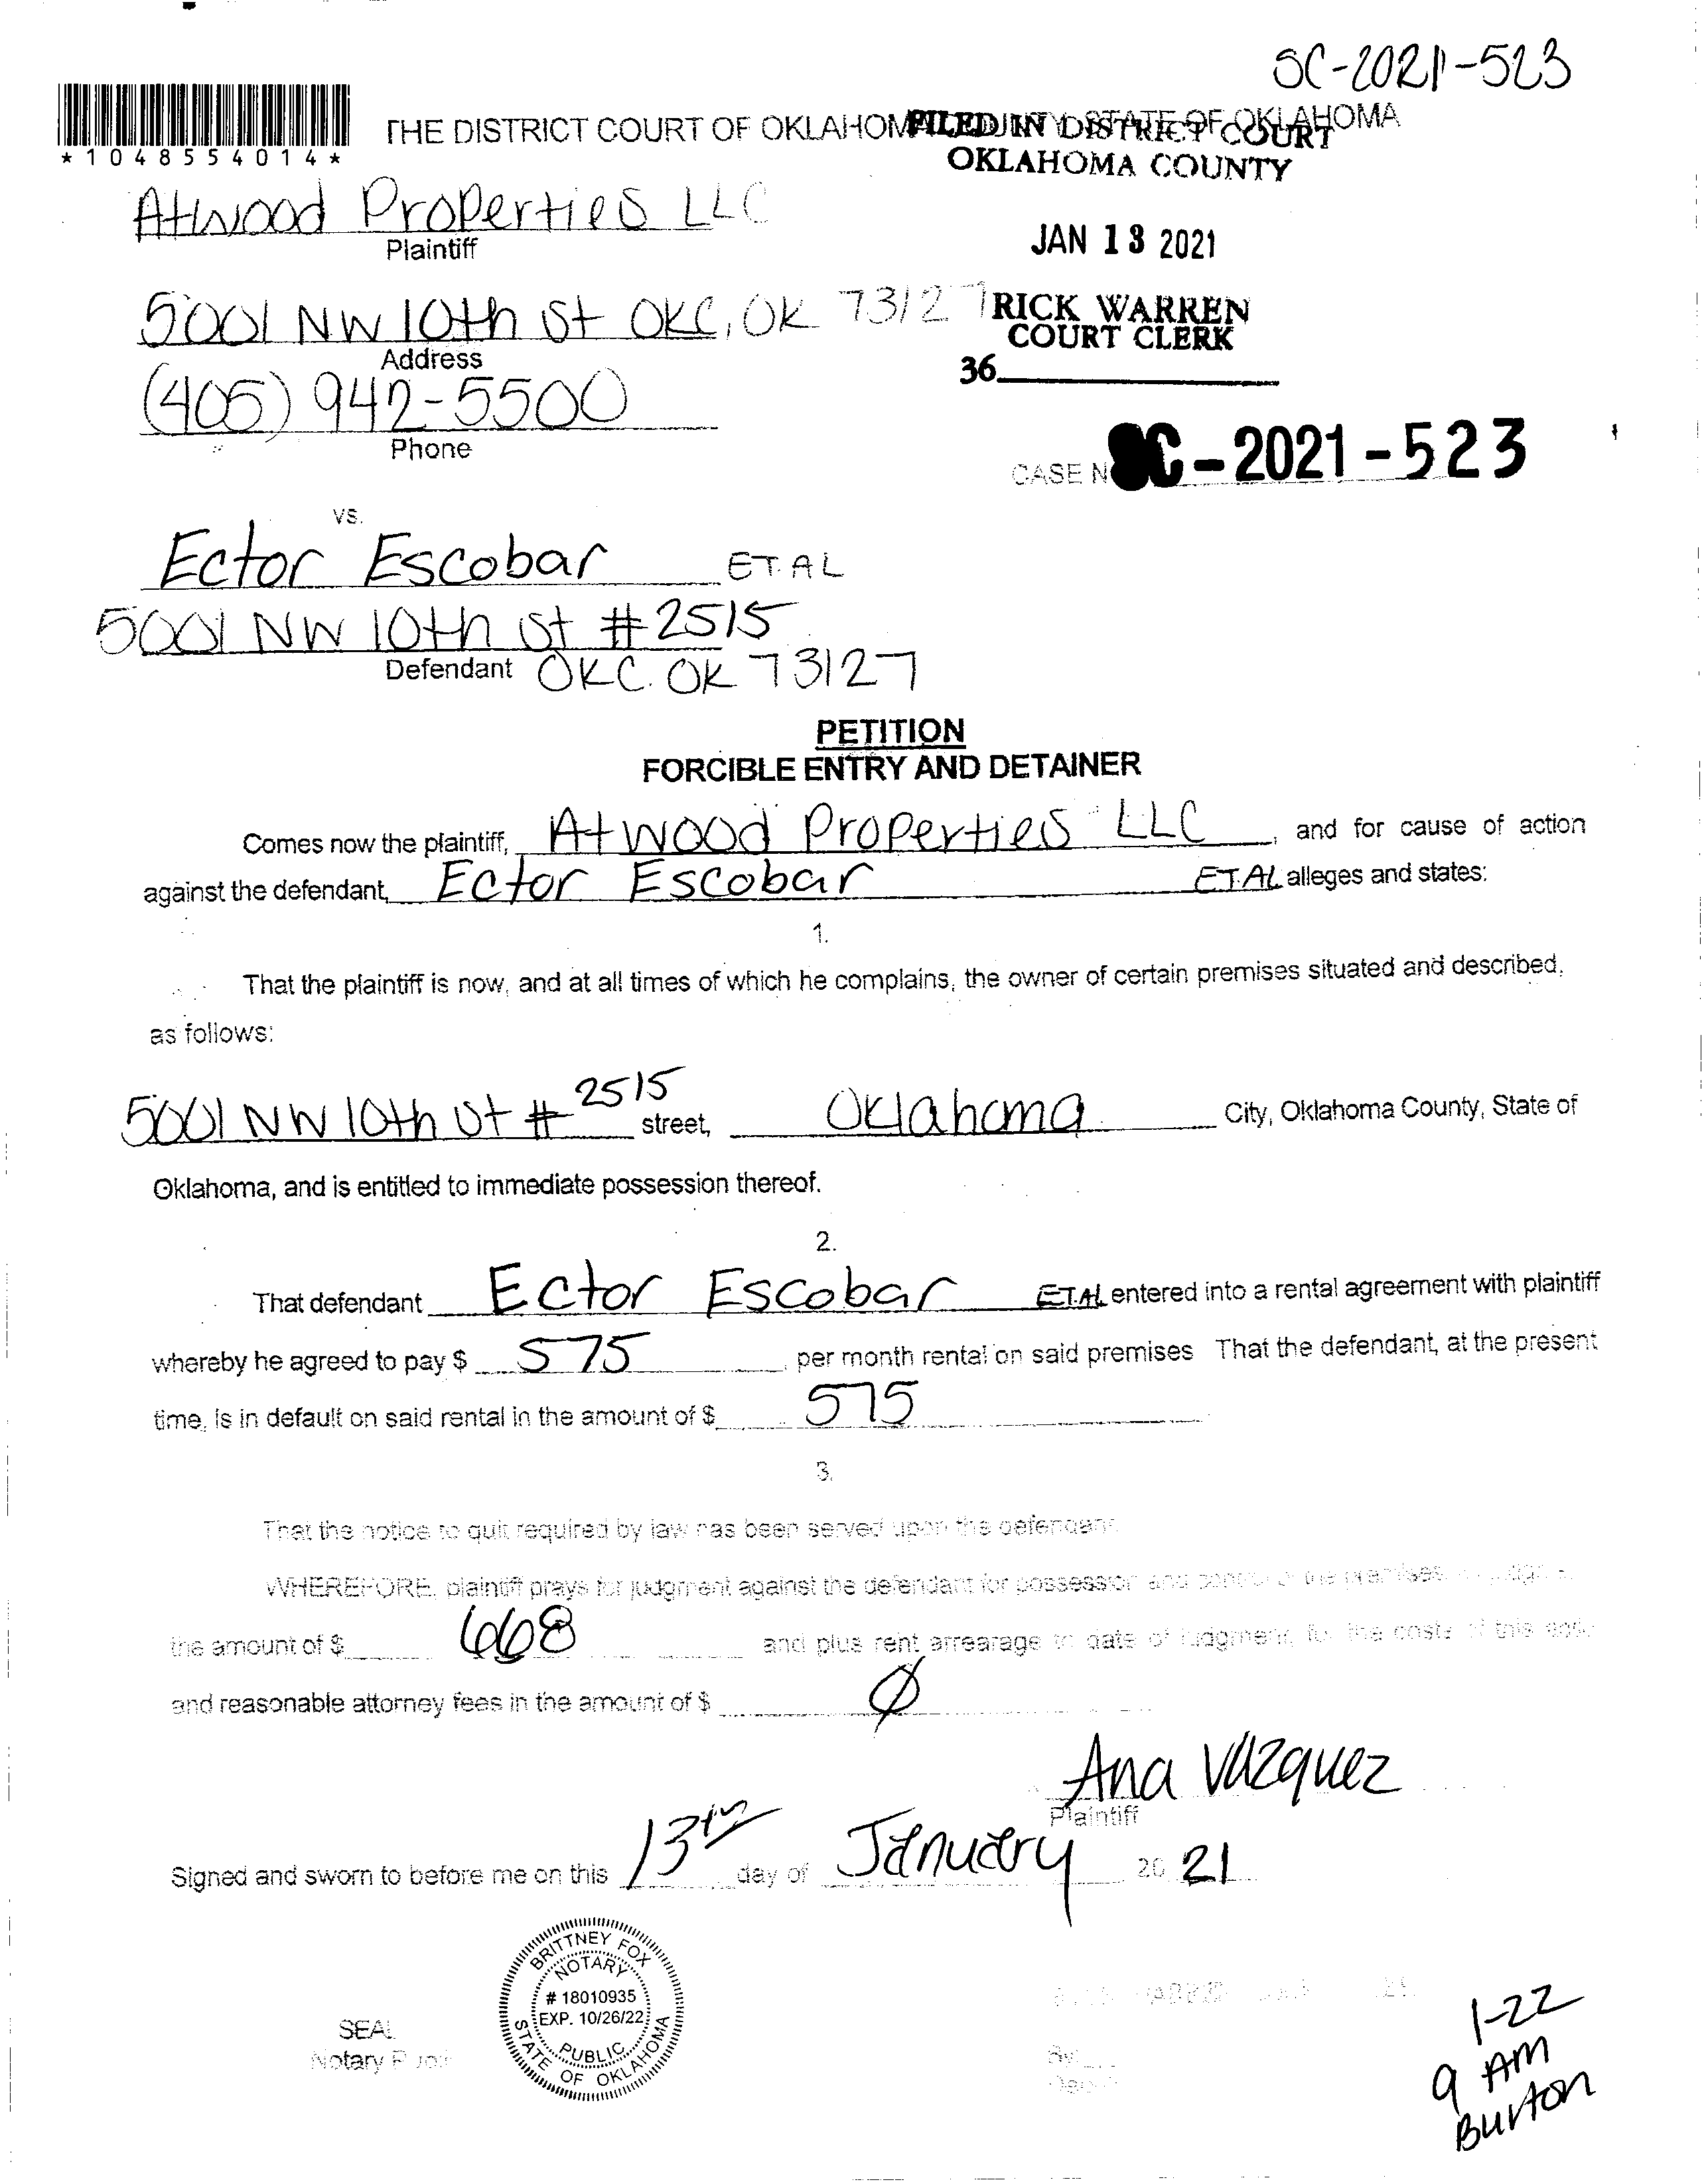 SC-2021-523
*1048554014*
THE DISTRICT COURT OF OKLAHOMA COUNTY, STATE OF OKLAHOMA
FILED IN DISTRICT COURT
OKLAHOMA COUNTY
Atwood Properties LLC
Plaintiff
JAN 13 2021
5001 NW 10th St OKC, OK 73127
Address
RICK WARREN
COURT CLERK
36
(405) 942-5500
Phone
CASE N SC-2021-523
vs.
Ector Escobar ET. AL
5001 NW 10th St #2515
Defendant OKC. OK 73127
PETITION
FORCIBLE ENTRY AND DETAINER
Comes now the plaintiff, Atwood Properties LLC, and for cause of action
against the defendant, Ector Escobar ET.AL alleges and states:
1.
That the plaintiff is now, and at all times of which he complains, the owner of certain premises situated and described,
as follows:
5001 NW 10th St # 2515 street, Oklahoma City, Oklahoma County, State of
Oklahoma, and is entitled to immediate possession thereof.
2.
That defendant Ector Escobar ET.AL entered into a rental agreement with plaintiff
whereby he agreed to pay $ 575 per month rental on said premises That the defendant, at the present
time, is in default on said rental in the amount of $ 575
3.
That the notice to quit required by law has been served upon the defendant.
WHEREFORE, plaintiff prays for judgment against the defendant for possession and control of the premises
the amount of $ 668 and plus rent arrearage to date of judgment, for the costs of this
and reasonable attorney fees in the amount of $ Ø
Ana Vazquez
Plaintiff
Signed and sworn to before me on this 13th day of January 2021
BRITTNEY FOX
NOTARY
# 18010935
EXP. 10/26/22
PUBLIC
STATE OF OKLAHOMA
SEAL
Notary Public
By
1-22
9 AM
Burton